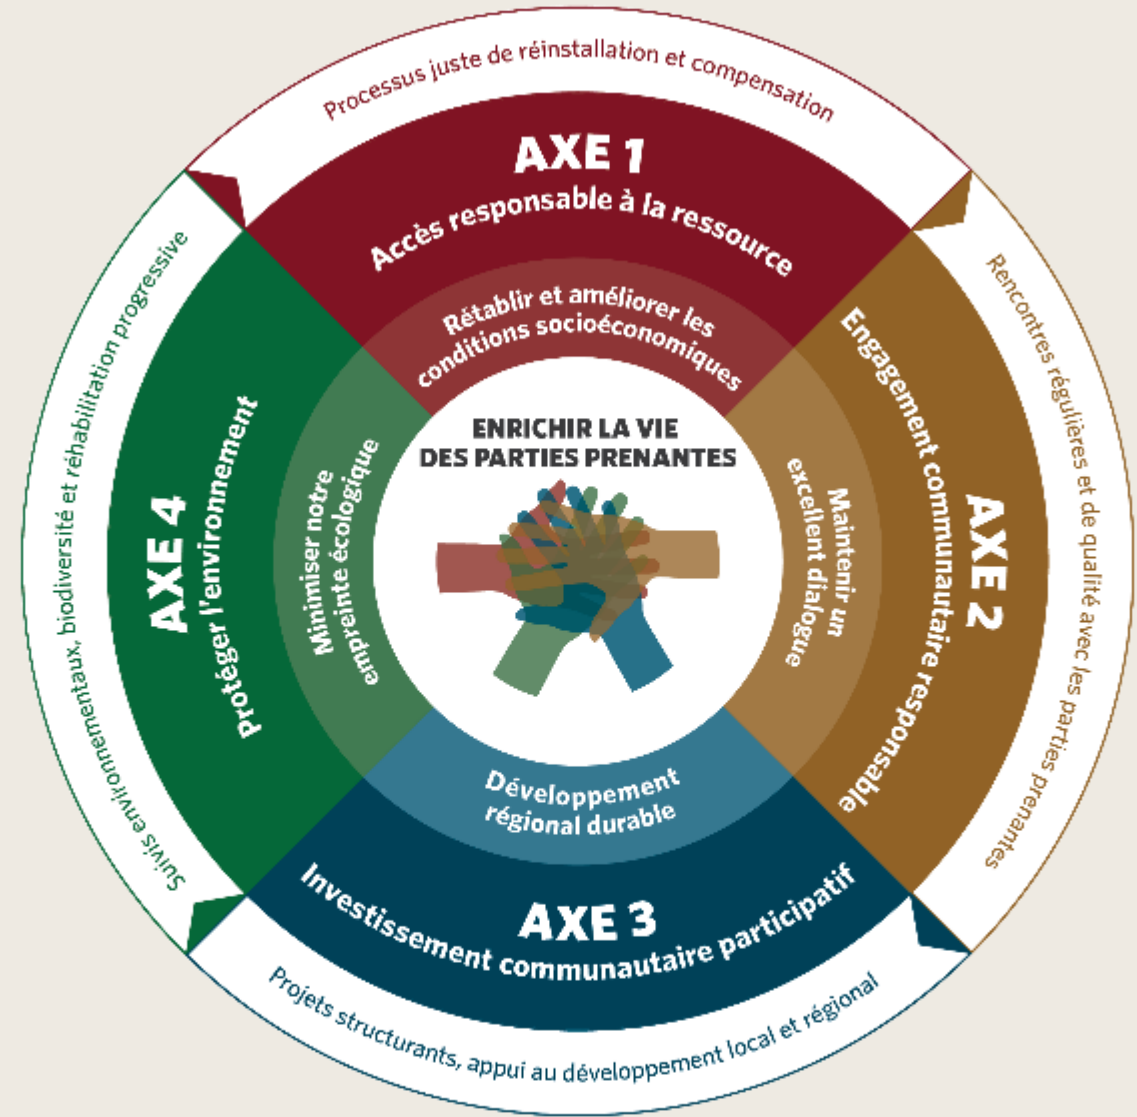 Processus juste de réinstallation et compensation
AXE 1
Accès responsable à la ressource
Rétablir et améliorer les
conditions socioéconomiques
Rencontres régulières et de qualité avec les parties prenantes
AXE 2
Engagement communautaire responsable
Maintenir un
excellent dialogue
Projets structurants, appui au développement local et régional
AXE 3
Investissement communautaire participatif
Développement
régional durable
Suivis environnementaux, biodiversité et réhabilitation progressive
AXE 4
Protéger l'environnement
Minimiser notre
empreinte écologique
ENRICHIR LA VIE
DES PARTIES PRENANTES